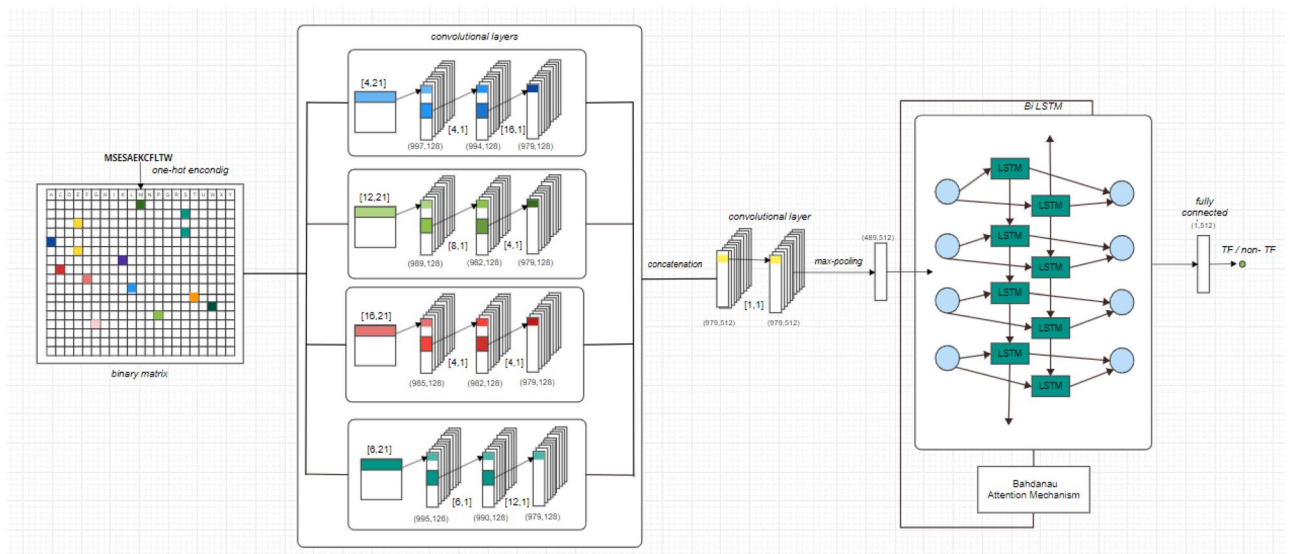 convolutional layers
[4,21]
[4,1]
[16,1]
(997,128)
(994,128)
(979,128)
MSESAEKCFLTW
one-hot encondig
A C D E F G H I K L M N P Q R S T U W X Y
binary matrix
[12,21]
[8,1]
[4,1]
(989,128)
(982,128)
(979,128)
[16,21]
[4,1]
[4,1]
(985,128)
(982,128)
(979,128)
[6,21]
[6,1]
[12,1]
(995,128)
(990,128)
(979,128)
concatenation
convolutional layer
[1,1]
(979,512)
(979,512)
max-pooling
(489,512)
Bi LSTM
LSTM
LSTM
LSTM
LSTM
LSTM
LSTM
LSTM
LSTM
Bahdanau
Attention Mechanism
fully
connected
(1,512)
TF / non- TF